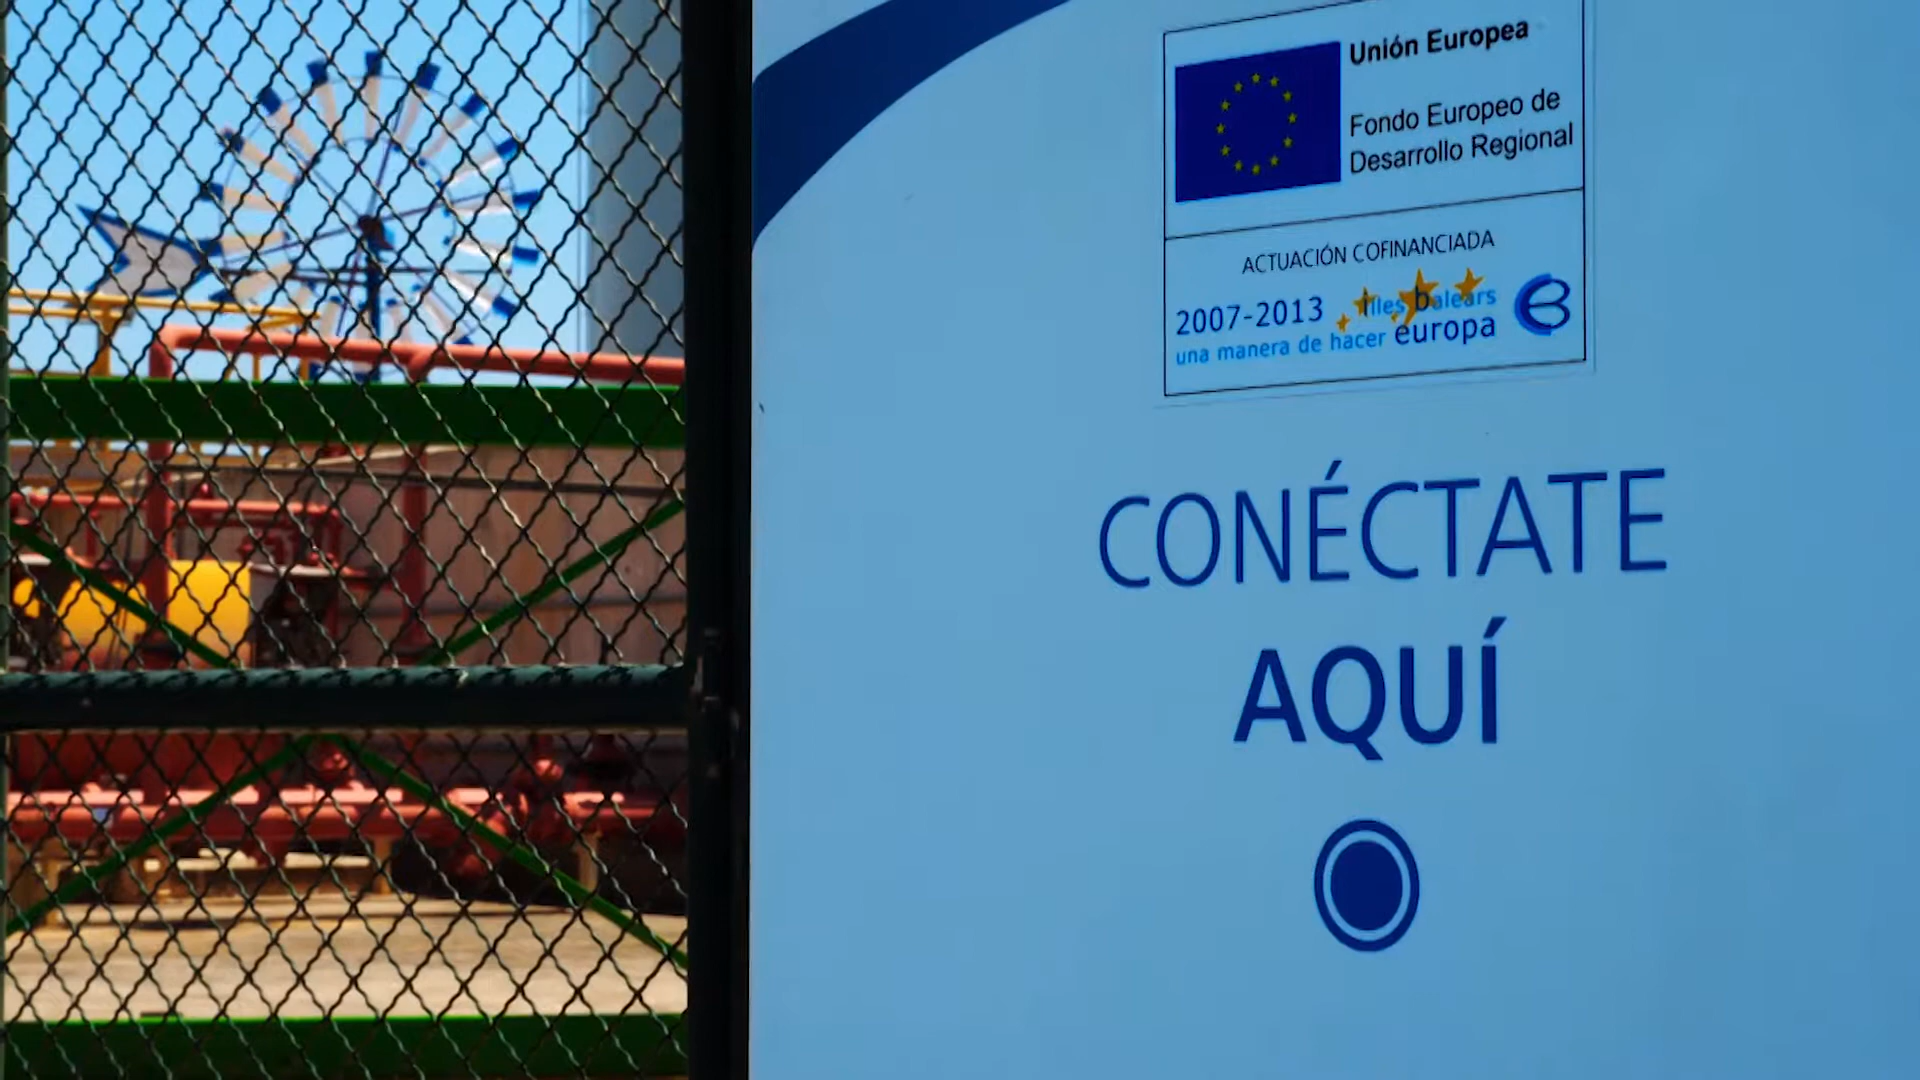 Unión Europea
Fondo Europeo de
Desarrollo Regional
ACTUACIÓN COFINANCIADA
2007-2013
illes balears
una manera de hacer europa
CONÉCTATE
AQUÍ